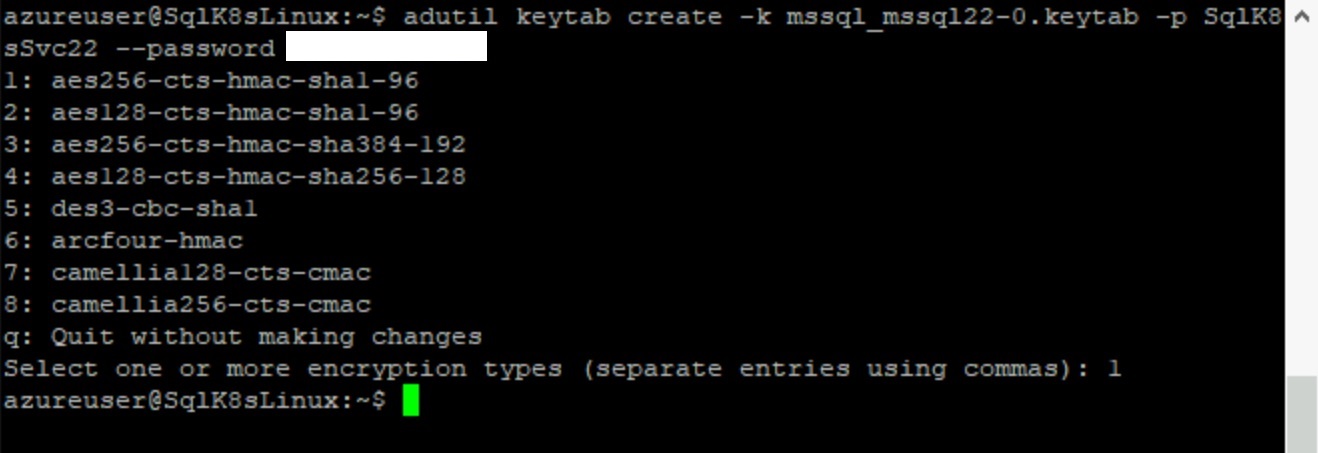 azureuser@SqlK8sLinux:~$ adutil keytab create -k mssql_mssql22-0.keytab -p SqlK8
sSvc22 --password
1: aes256-cts-hmac-sha1-96
2: aes128-cts-hmac-sha1-96
3: aes256-cts-hmac-sha384-192
4: aes128-cts-hmac-sha256-128
5: des3-cbc-sha1
6: arcfour-hmac
7: camellia128-cts-cmac
8: camellia256-cts-cmac
q: Quit without making changes
Select one or more encryption types (separate entries using commas): 1
azureuser@SqlK8sLinux:~$